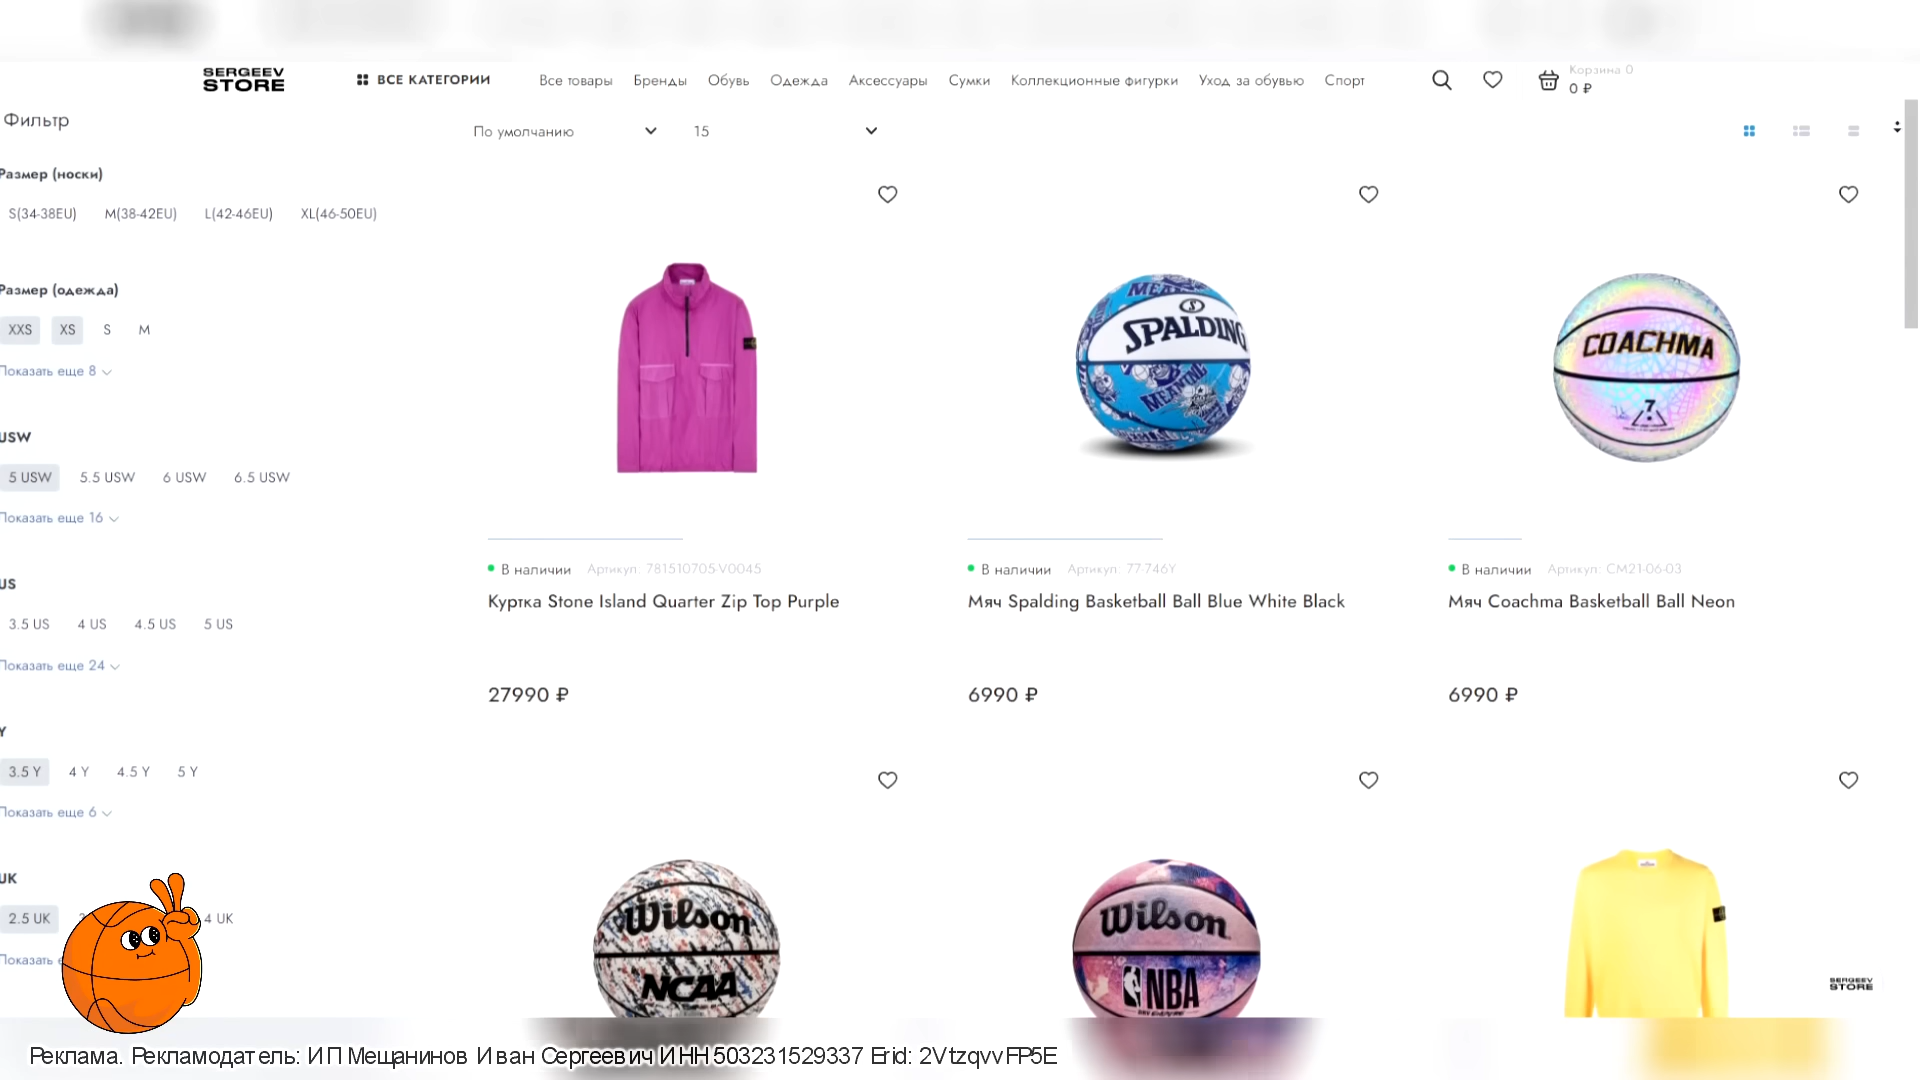 SERGEEV
STORE
ВСЕ КАТЕГОРИИ
Все товары Бренды Обувь Одежда Аксессуары Сумки Коллекционные фигурки Уход за обувью Спорт
Корзина 0
0 ₽
Фильтр
По умолчанию
15
Размер (носки)
S(34-38EU) M(38-42EU) L(42-46EU) XL(46-50EU)
Размер (одежда)
XXS XS S M
Показать еще 8
USW
5 USW 5.5 USW 6 USW 6.5 USW
Показать еще 16
US
3.5 US 4 US 4.5 US 5 US
Показать еще 24
Y
3.5 Y 4 Y 4.5 Y 5 Y
Показать еще 6
UK
2.5 UK 4 UK
Показать
MEANING
SPALDING
MEANING
COACHMA
7
В наличии Артикул: 781510705-V0045
Куртка Stone Island Quarter Zip Top Purple
27990 ₽
В наличии Артикул: 77-746Y
Мяч Spalding Basketball Ball Blue White Black
6990 ₽
В наличии Артикул: CM21-06-03
Мяч Coachma Basketball Ball Neon
6990 ₽
Wilson
NCAA
Wilson
NBA
SERGEEV
STORE
Реклама. Рекламодатель: ИП Мещанинов Иван Сергеевич ИНН 503231529337 Erid: 2VtzqvvFP5E